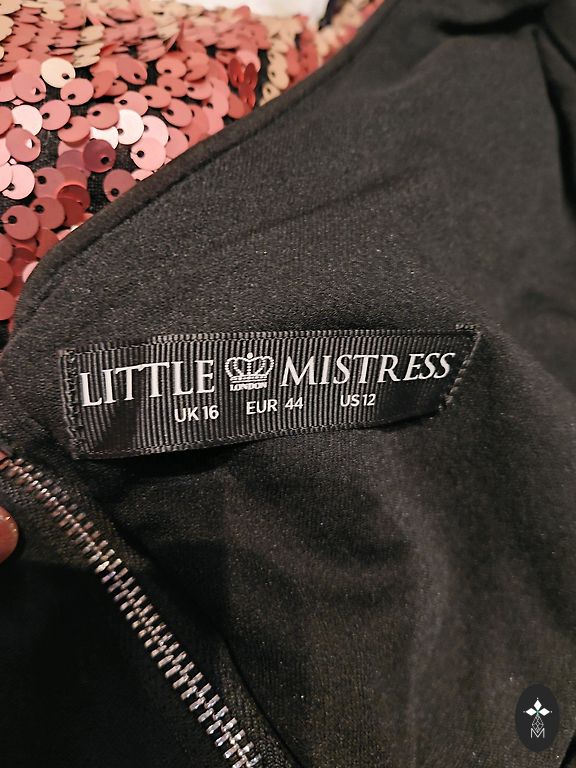 LITTLE LONDON MISTRESS
UK 16 EUR 44 US 12
M